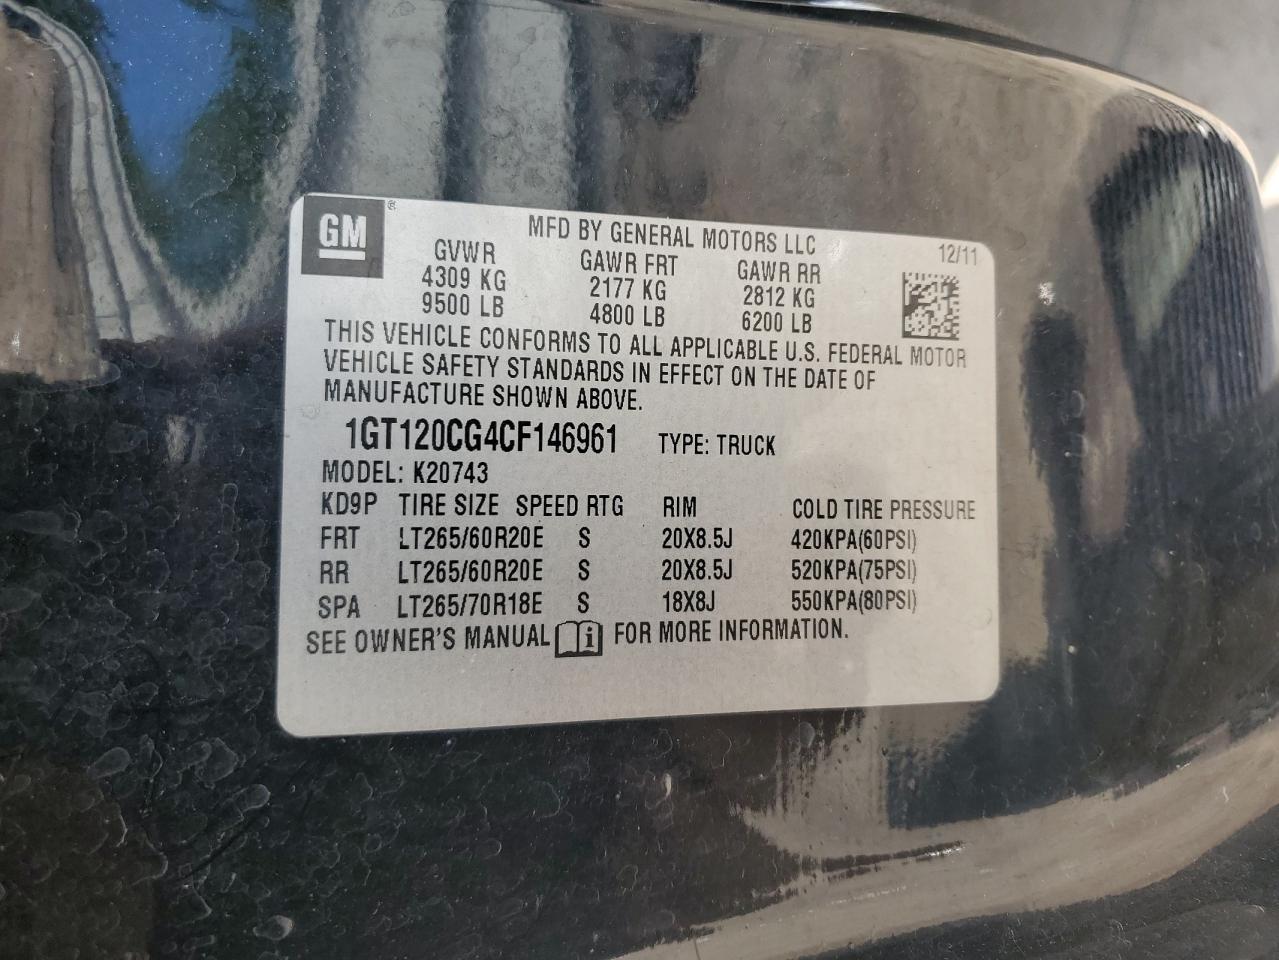 GM ®
MFD BY GENERAL MOTORS LLC 12/11
GVWR GAWR FRT GAWR RR
4309 KG 2177 KG 2812 KG
9500 LB 4800 LB 6200 LB
THIS VEHICLE CONFORMS TO ALL APPLICABLE U.S. FEDERAL MOTOR
VEHICLE SAFETY STANDARDS IN EFFECT ON THE DATE OF
MANUFACTURE SHOWN ABOVE.
1GT120CG4CF146961 TYPE: TRUCK
MODEL: K20743
KD9P TIRE SIZE SPEED RTG RIM COLD TIRE PRESSURE
FRT LT265/60R20E S 20X8.5J 420KPA(60PSI)
RR LT265/60R20E S 20X8.5J 520KPA(75PSI)
SPA LT265/70R18E S 18X8J 550KPA(80PSI)
SEE OWNER'S MANUAL i FOR MORE INFORMATION.